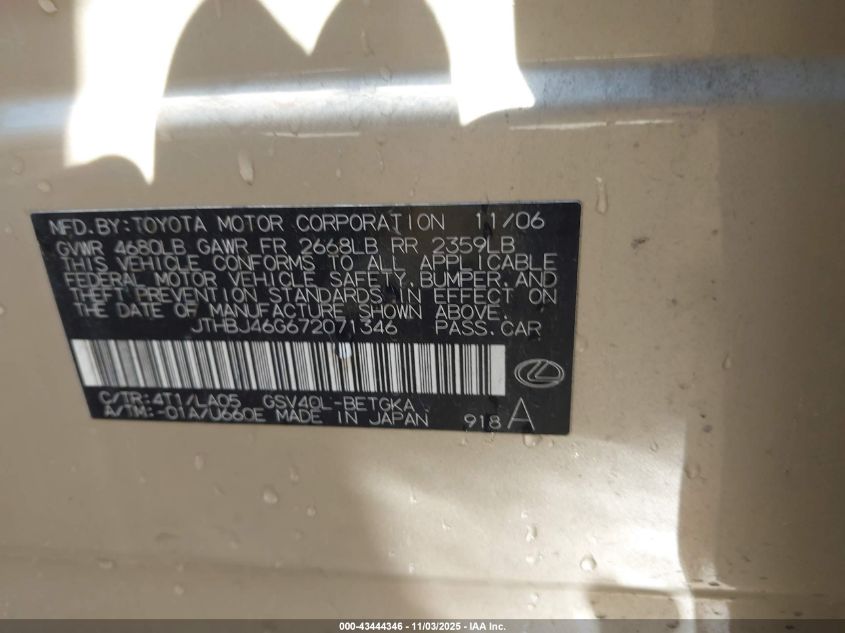 MFD.BY:TOYOTA MOTOR CORPORATION 11/06
GVWR 4680LB GAWR FR 2668LB RR 2359LB
THIS VEHICLE CONFORMS TO ALL APPLICABLE
FEDERAL MOTOR VEHICLE SAFETY,BUMPER,AND
THEFT PREVENTION STANDARDS IN EFFECT ON
THE DATE OF MANUFACTURE SHOWN ABOVE.
JTHBJ46G672071346 PASS.CAR
C/TR:4T1/LA05 GSV40L-BETGKA
A/TM:-01A/U660E MADE IN JAPAN 918 A
000-43444346 - 11/03/2025 - IAA Inc.